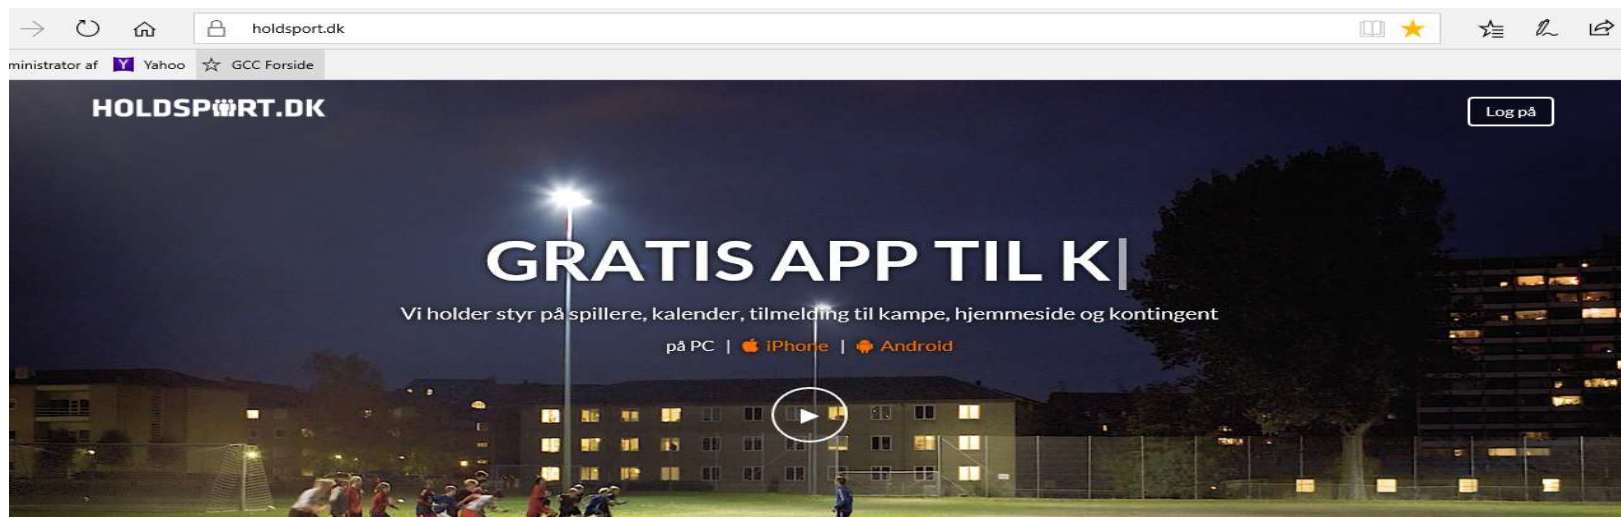 holdsport.dk
ministrator af Yahoo GCC Forside
HOLDSPORT.DK
Log på
GRATIS APP TIL K
Vi holder styr på spillere, kalender, tilmelding til kampe, hjemmeside og kontingent
på PC | iPhone | Android